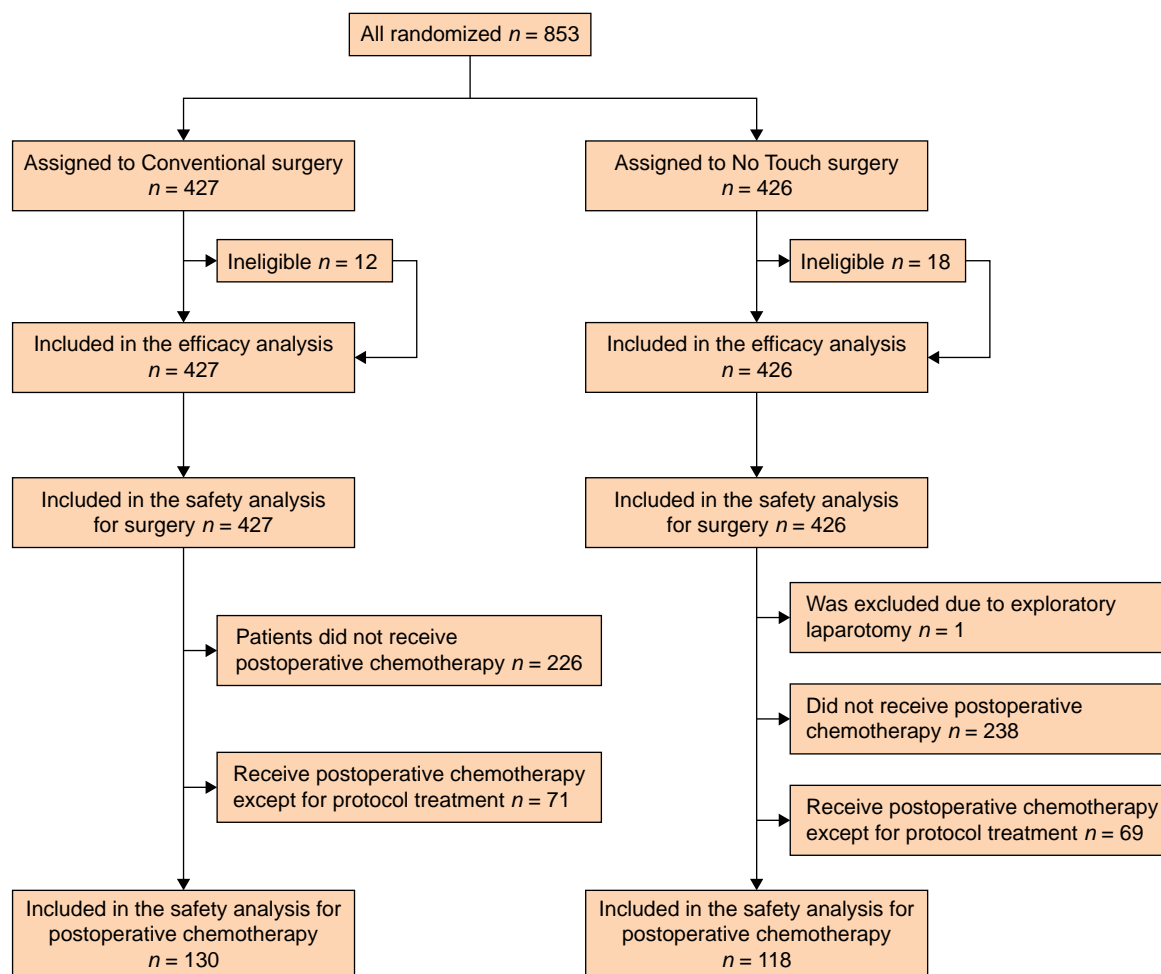 All randomized n = 853
Assigned to Conventional surgery
n = 427
Assigned to No Touch surgery
n = 426
Ineligible n = 12
Ineligible n = 18
Included in the efficacy analysis
n = 427
Included in the efficacy analysis
n = 426
Included in the safety analysis
for surgery n = 427
Included in the safety analysis
for surgery n = 426
Was excluded due to exploratory
laparotomy n = 1
Patients did not receive
postoperative chemotherapy n = 226
Did not receive postoperative
chemotherapy n = 238
Receive postoperative chemotherapy
except for protocol treatment n = 71
Receive postoperative chemotherapy
except for protocol treatment n = 69
Included in the safety analysis for
postoperative chemotherapy
n = 130
Included in the safety analysis for
postoperative chemotherapy
n = 118